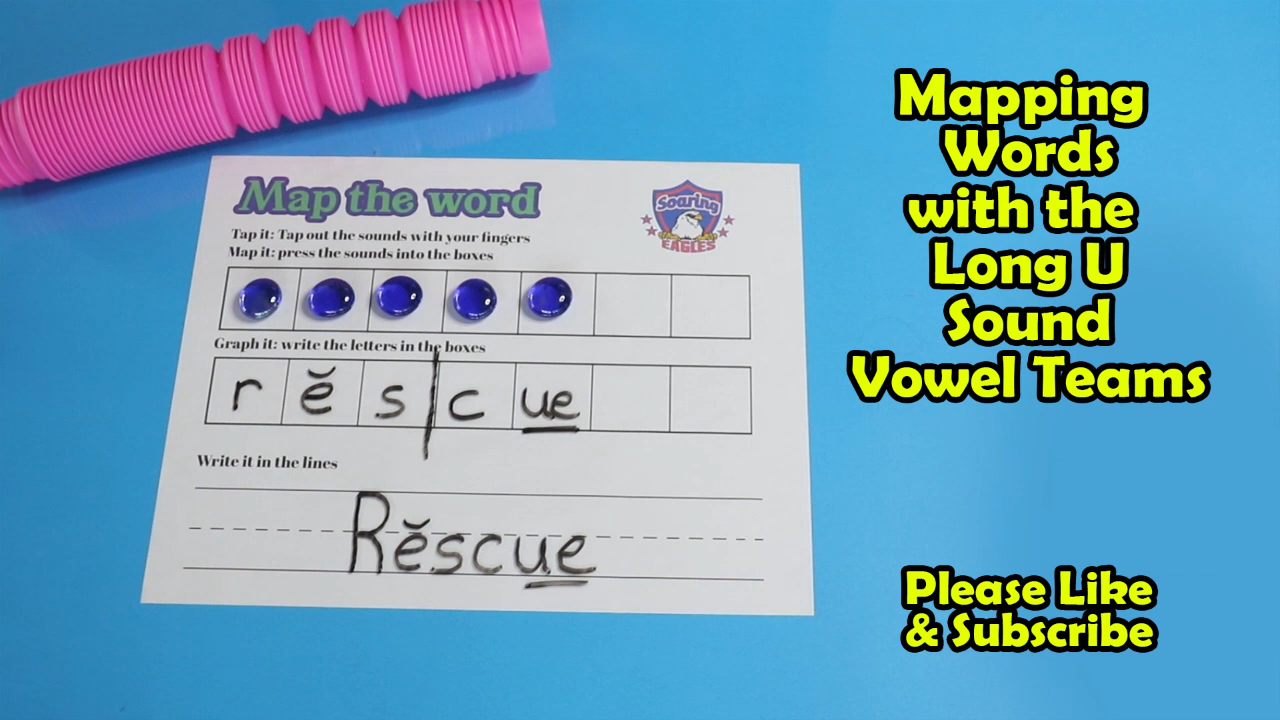 Map the word
Soaring
EAGLES
Tap it: Tap out the sounds with your fingers
Map it: press the sounds into the boxes
Graph it: write the letters in the boxes
r ĕ s | c ue
Write it in the lines
Rĕscue
Mapping
Words
with the
Long U
Sound
Vowel Teams
Please Like
& Subscribe